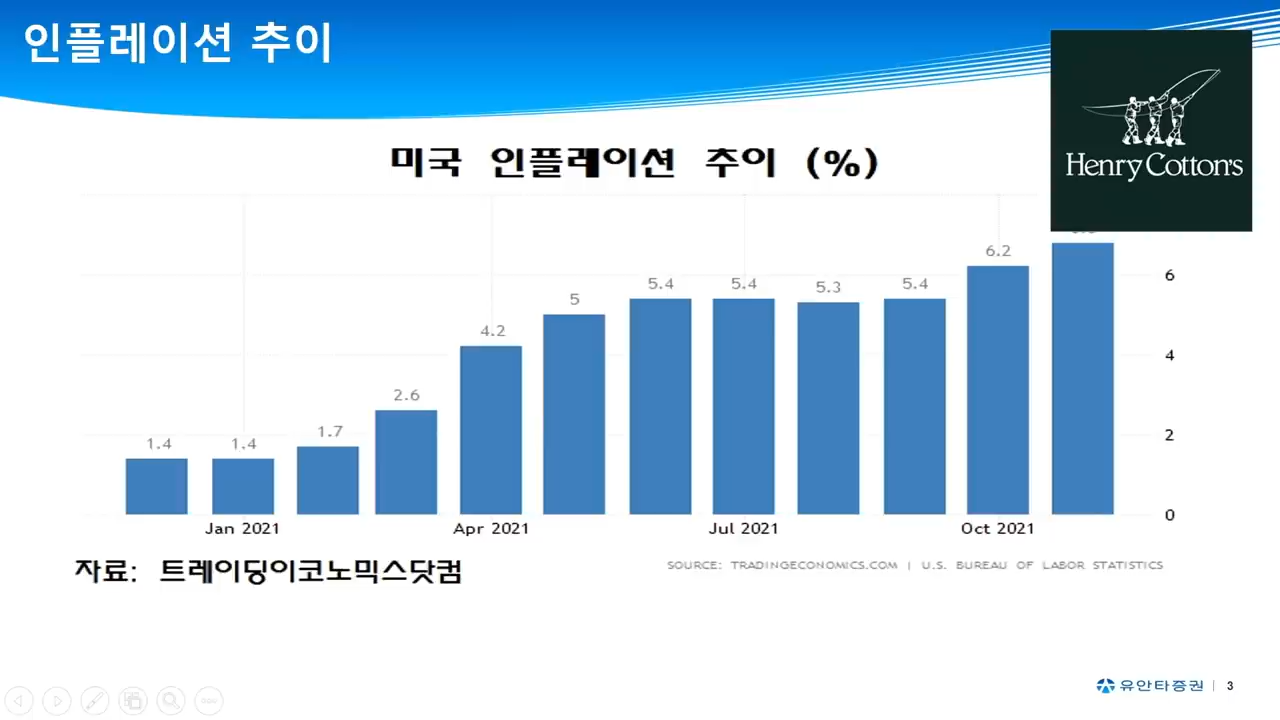 인플레이션 추이
Henry Cotton's
미국 인플레이션 추이 (%)
1.4 1.4 1.7 2.6 4.2 5 5.4 5.4 5.3 5.4 6.2
6
4
2
0
Jan 2021 Apr 2021 Jul 2021 Oct 2021
자료: 트레이딩이코노믹스닷컴
SOURCE: TRADINGECONOMICS.COM | U.S. BUREAU OF LABOR STATISTICS
유안타증권 | 3